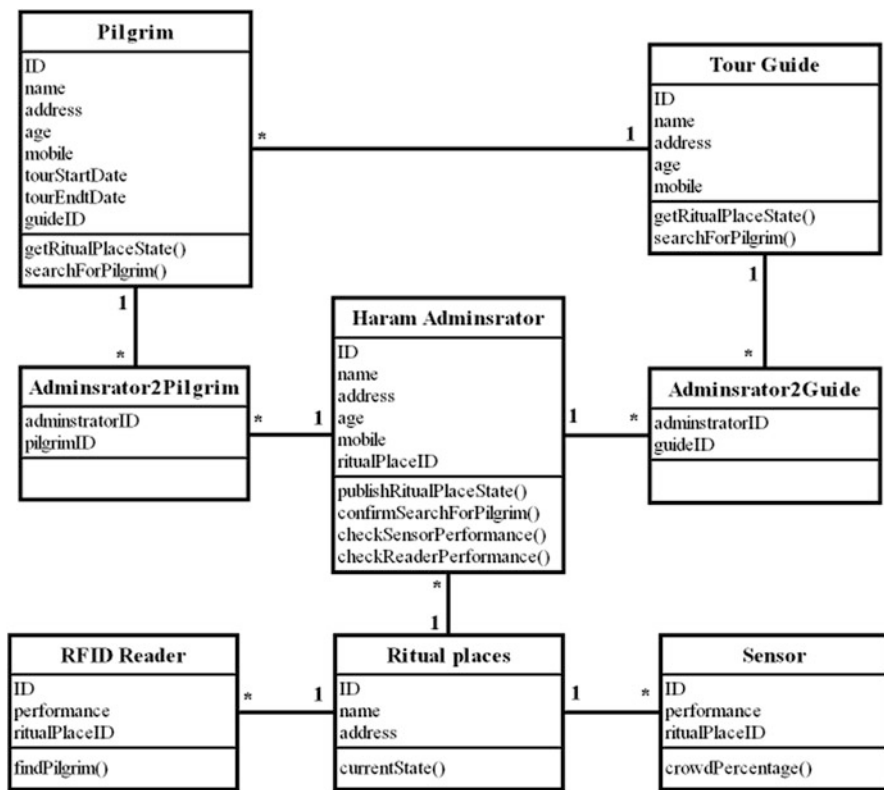 Pilgrim
ID
name
address
age
mobile
tourStartDate
tourEndtDate
guideID
getRitualPlaceState()
searchForPilgrim()
*
1
Tour Guide
ID
name
address
age
mobile
getRitualPlaceState()
searchForPilgrim()
1
*
1
*
Adminsrator2Pilgrim
adminstratorID
pilgrimID
*
1
Haram Adminsrator
ID
name
address
age
mobile
ritualPlaceID
publishRitualPlaceState()
confirmSearchForPilgrim()
checkSensorPerformance()
checkReaderPerformance()
1
*
Adminsrator2Guide
adminstratorID
guideID
*
1
RFID Reader
ID
performance
ritualPlaceID
findPilgrim()
*
1
Ritual places
ID
name
address
currentState()
1
*
Sensor
ID
performance
ritualPlaceID
crowdPercentage()